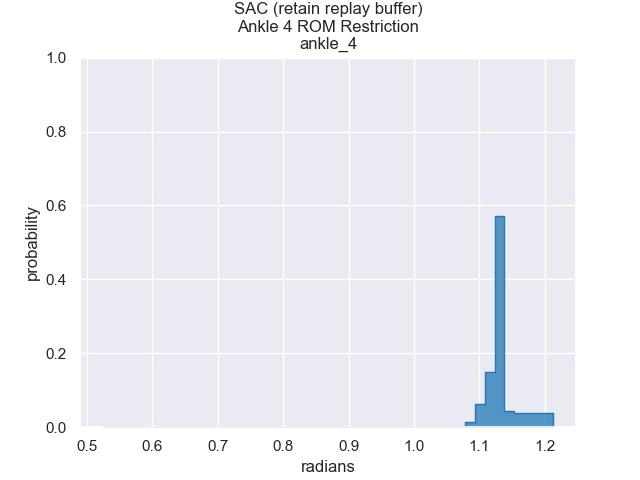 SAC (retain replay buffer)
Ankle 4 ROM Restriction
ankle_4
1.0
0.8
0.6
0.4
0.2
0.0
probability
0.5 0.6 0.7 0.8 0.9 1.0 1.1 1.2
radians